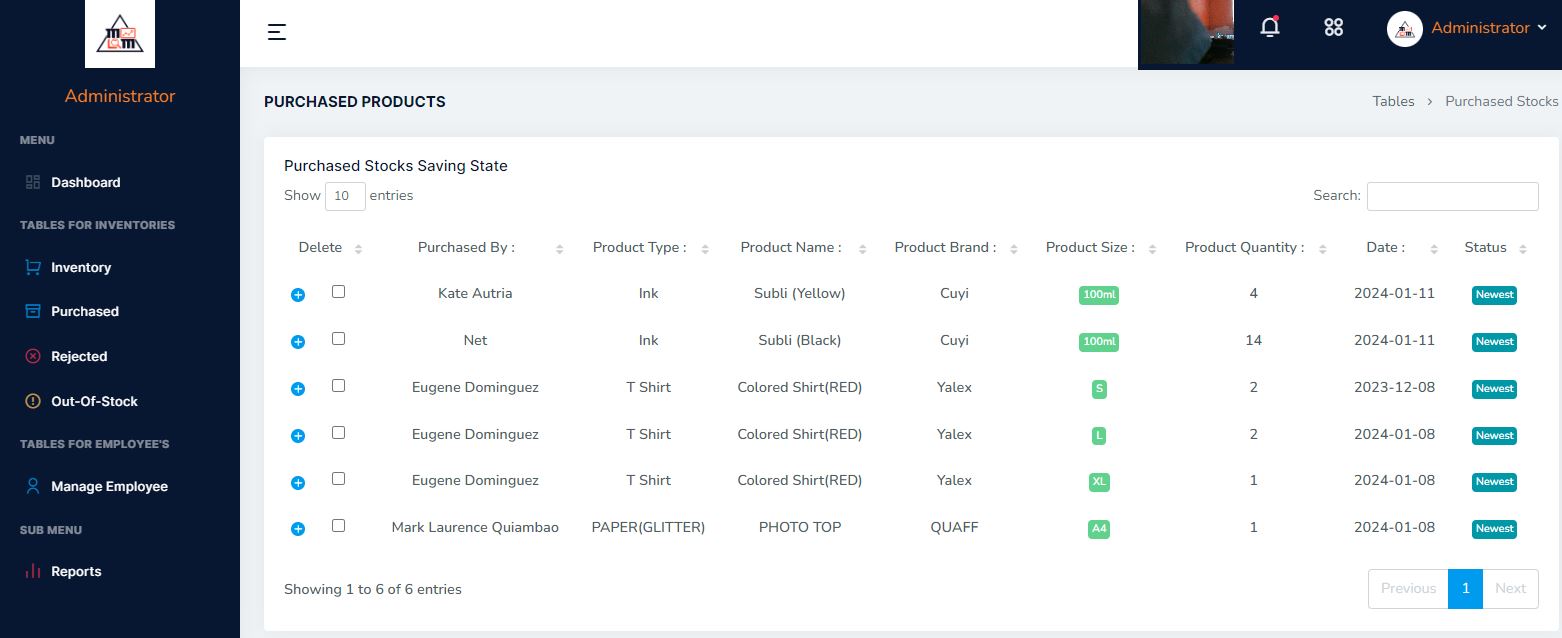 Administrator
MENU
Dashboard
TABLES FOR INVENTORIES
Inventory
Purchased
Rejected
Out-Of-Stock
TABLES FOR EMPLOYEE'S
Manage Employee
SUB MENU
Reports
Administrator
PURCHASED PRODUCTS
Tables > Purchased Stocks
Purchased Stocks Saving State
Show 10 entries Search:
Delete Purchased By : Product Type : Product Name : Product Brand : Product Size : Product Quantity : Date : Status
Kate Autria Ink Subli (Yellow) Cuyi 100ml 4 2024-01-11 Newest
Net Ink Subli (Black) Cuyi 100ml 14 2024-01-11 Newest
Eugene Dominguez T Shirt Colored Shirt(RED) Yalex S 2 2023-12-08 Newest
Eugene Dominguez T Shirt Colored Shirt(RED) Yalex L 2 2024-01-08 Newest
Eugene Dominguez T Shirt Colored Shirt(RED) Yalex XL 1 2024-01-08 Newest
Mark Laurence Quiambao PAPER(GLITTER) PHOTO TOP QUAFF A4 1 2024-01-08 Newest
Showing 1 to 6 of 6 entries
Previous 1 Next